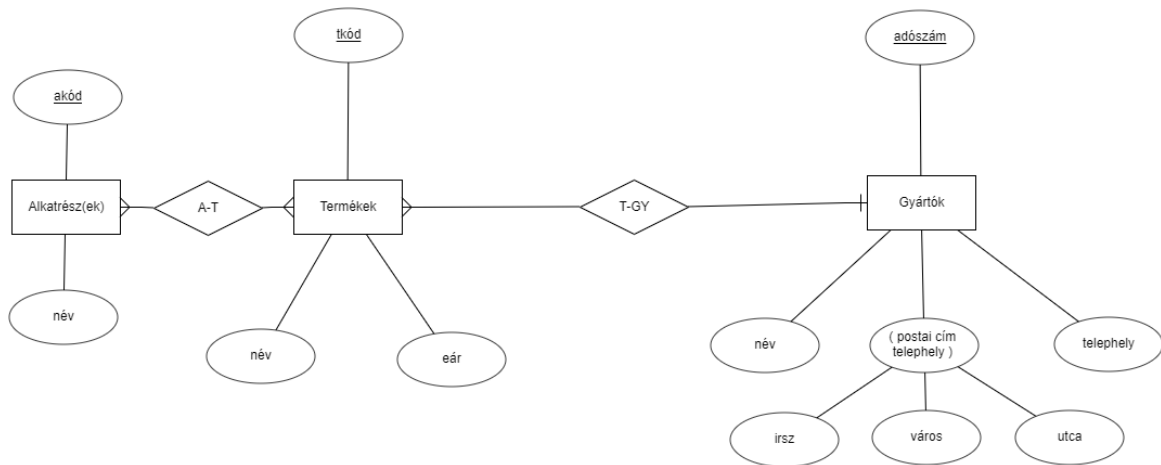 tkód
adószám
akód
Alkatrész(ek)
A-T
Termékek
T-GY
Gyártók
név
név
eár
név
( postai cím
telephely )
telephely
irsz
város
utca